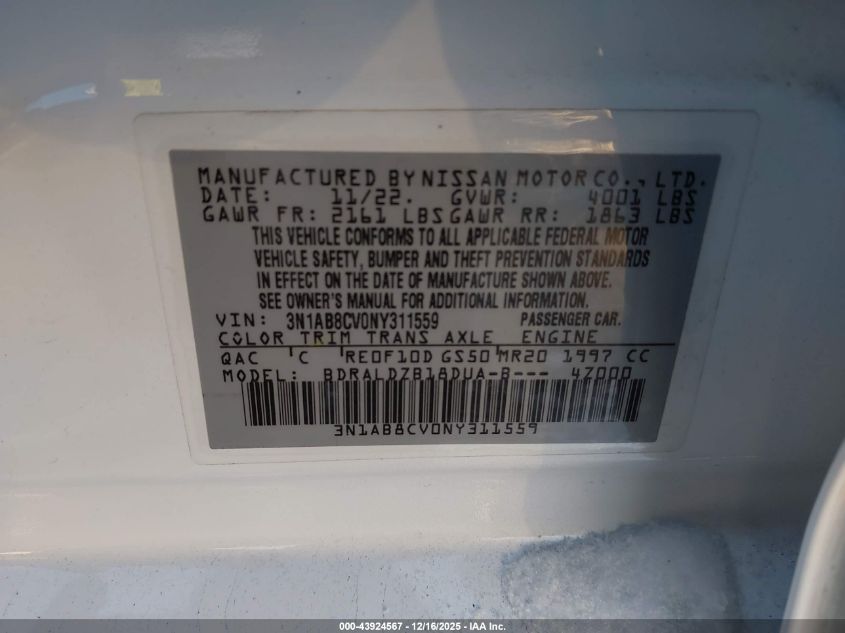 MANUFACTURED BY NISSAN MOTOR CO., LTD.
DATE: 11/22. GVWR: 4001 LBS
GAWR FR: 2161 LBS GAWR RR: 1863 LBS
THIS VEHICLE CONFORMS TO ALL APPLICABLE FEDERAL MOTOR
VEHICLE SAFETY, BUMPER AND THEFT PREVENTION STANDARDS
IN EFFECT ON THE DATE OF MANUFACTURE SHOWN ABOVE.
SEE OWNER'S MANUAL FOR ADDITIONAL INFORMATION.
VIN: 3N1AB8CV0NY311559 PASSENGER CAR.
COLOR TRIM TRANS AXLE ENGINE
QAC 'C RE0F10D GS50'MR20 1997 CC
MODEL: BDRALDZB18DUA-B--- 4Z000
3N1AB8CV0NY311559
000-43924567 - 12/16/2025 - IAA Inc.